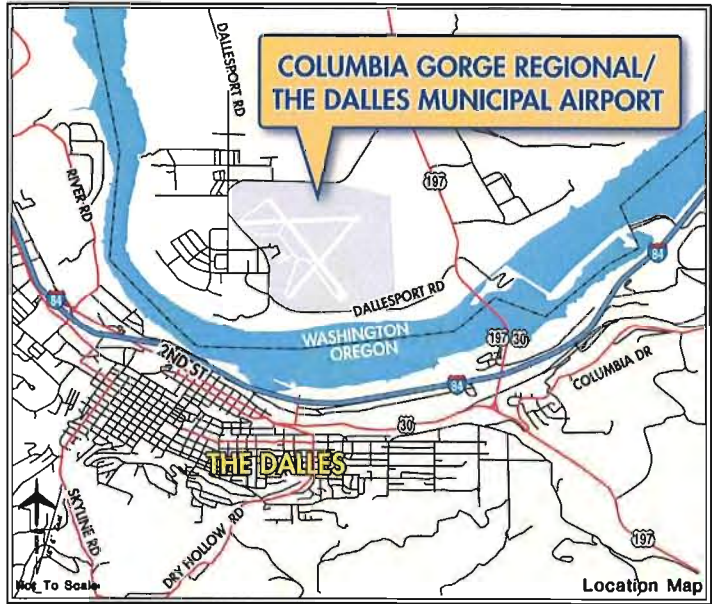 DALLESPORT RD
COLUMBIA GORGE REGIONAL/
THE DALLES MUNICIPAL AIRPORT
197
RIVER RD
84
DALLESPORT RD
84
WASHINGTON
OREGON
197 30
2ND ST
COLUMBIA DR
84
30
THE DALLES
SKYLINE RD
DRY HOLLOW RD
197
Not To Scale
Location Map